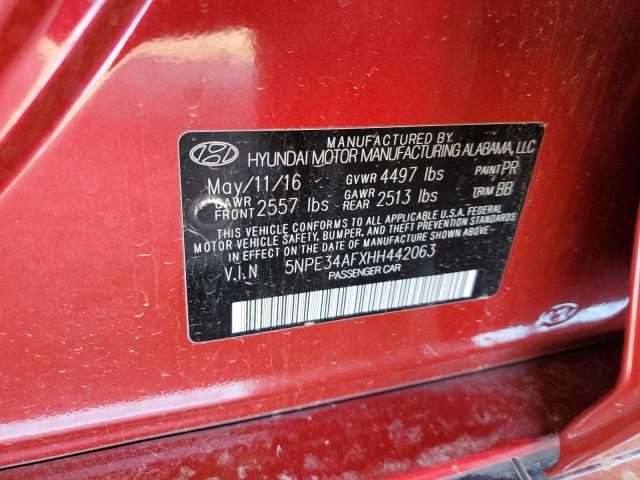 MANUFACTURED BY
HYUNDAI MOTOR MANUFACTURING ALABAMA, LLC
May/11/16 GVWR 4497 lbs PAINT PR
GAWR FRONT 2557 lbs GAWR REAR 2513 lbs TRIM BB
THIS VEHICLE CONFORMS TO ALL APPLICABLE U.S.A. FEDERAL
MOTOR VEHICLE SAFETY, BUMPER, AND THEFT PREVENTION STANDARDS
IN EFFECT ON THE DATE OF MANUFACTURE SHOWN ABOVE.
V.I.N 5NPE34AFXHH442063
PASSENGER CAR